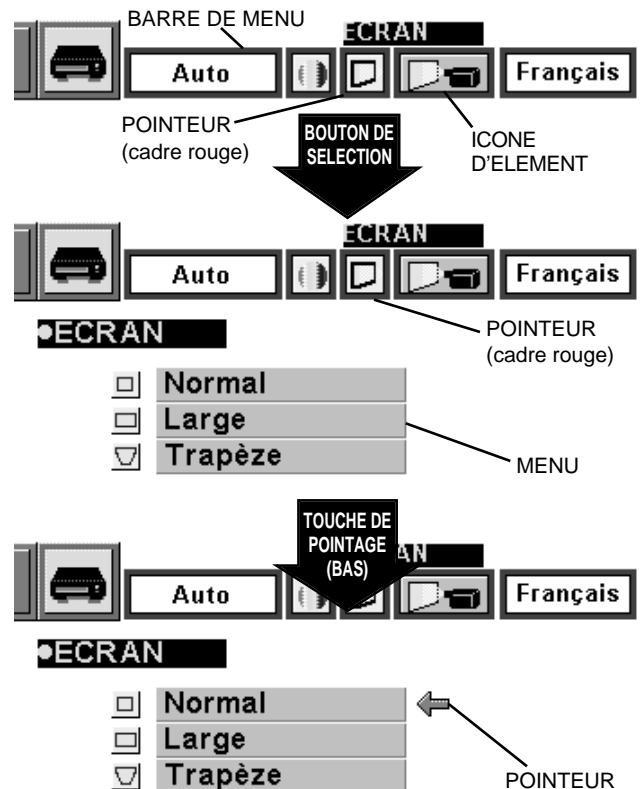 BARRE DE MENU
ECRAN
Auto
Français
POINTEUR
(cadre rouge)
BOUTON DE
SELECTION
ICONE
D'ELEMENT
ECRAN
Auto
Français
POINTEUR
(cadre rouge)
•ECRAN
Normal
Large
Trapèze
MENU
TOUCHE DE
POINTAGE
(BAS)
AN
Auto
Français
•ECRAN
Normal
Large
Trapèze
POINTEUR